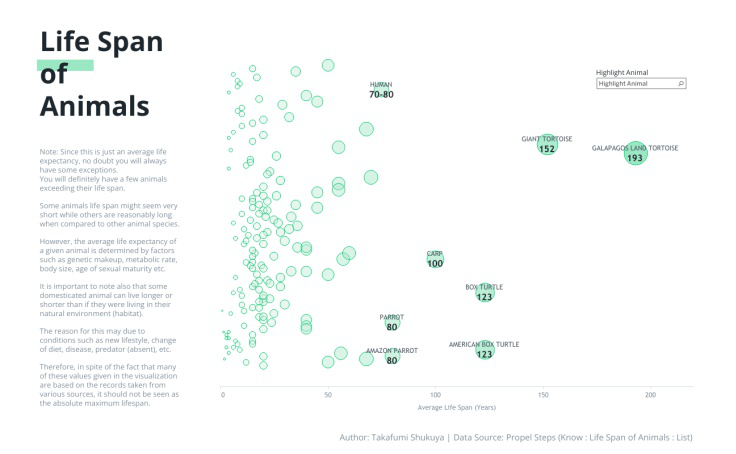 Life Span
of
Animals
Note: Since this is just an average life
expectancy, no doubt you will always
have some exceptions.
You will definitely have a few animals
exceeding their life span.
Some animals life span might seem very
short while others are reasonably long
when compared to other animal species.
However, the average life expectancy of
a given animal is determined by factors
such as genetic makeup, metabolic rate,
body size, age of sexual maturity etc.
It is important to note also that some
domesticated animal can live longer or
shorter than if they were living in their
natural environment (habitat).
The reason for this may due to
conditions such as new lifestyle, change
of diet, disease, predator (absent), etc.
Therefore, in spite of the fact that many
of these values given in the visualization
are based on the records taken from
various sources, it should not be seen as
the absolute maximum lifespan.
Highlight Animal
Highlight Animal
HUMAN
70-80
GIANT TORTOISE
152
GALAPAGOS LAND TORTOISE
193
CARP
100
BOX TURTLE
123
PARROT
80
AMERICAN BOX TURTLE
123
AMAZON PARROT
80
0 50 100 150 200
Average Life Span (Years)
Author: Takafumi Shukuya | Data Source: Propel Steps (Know : Life Span of Animals : List)